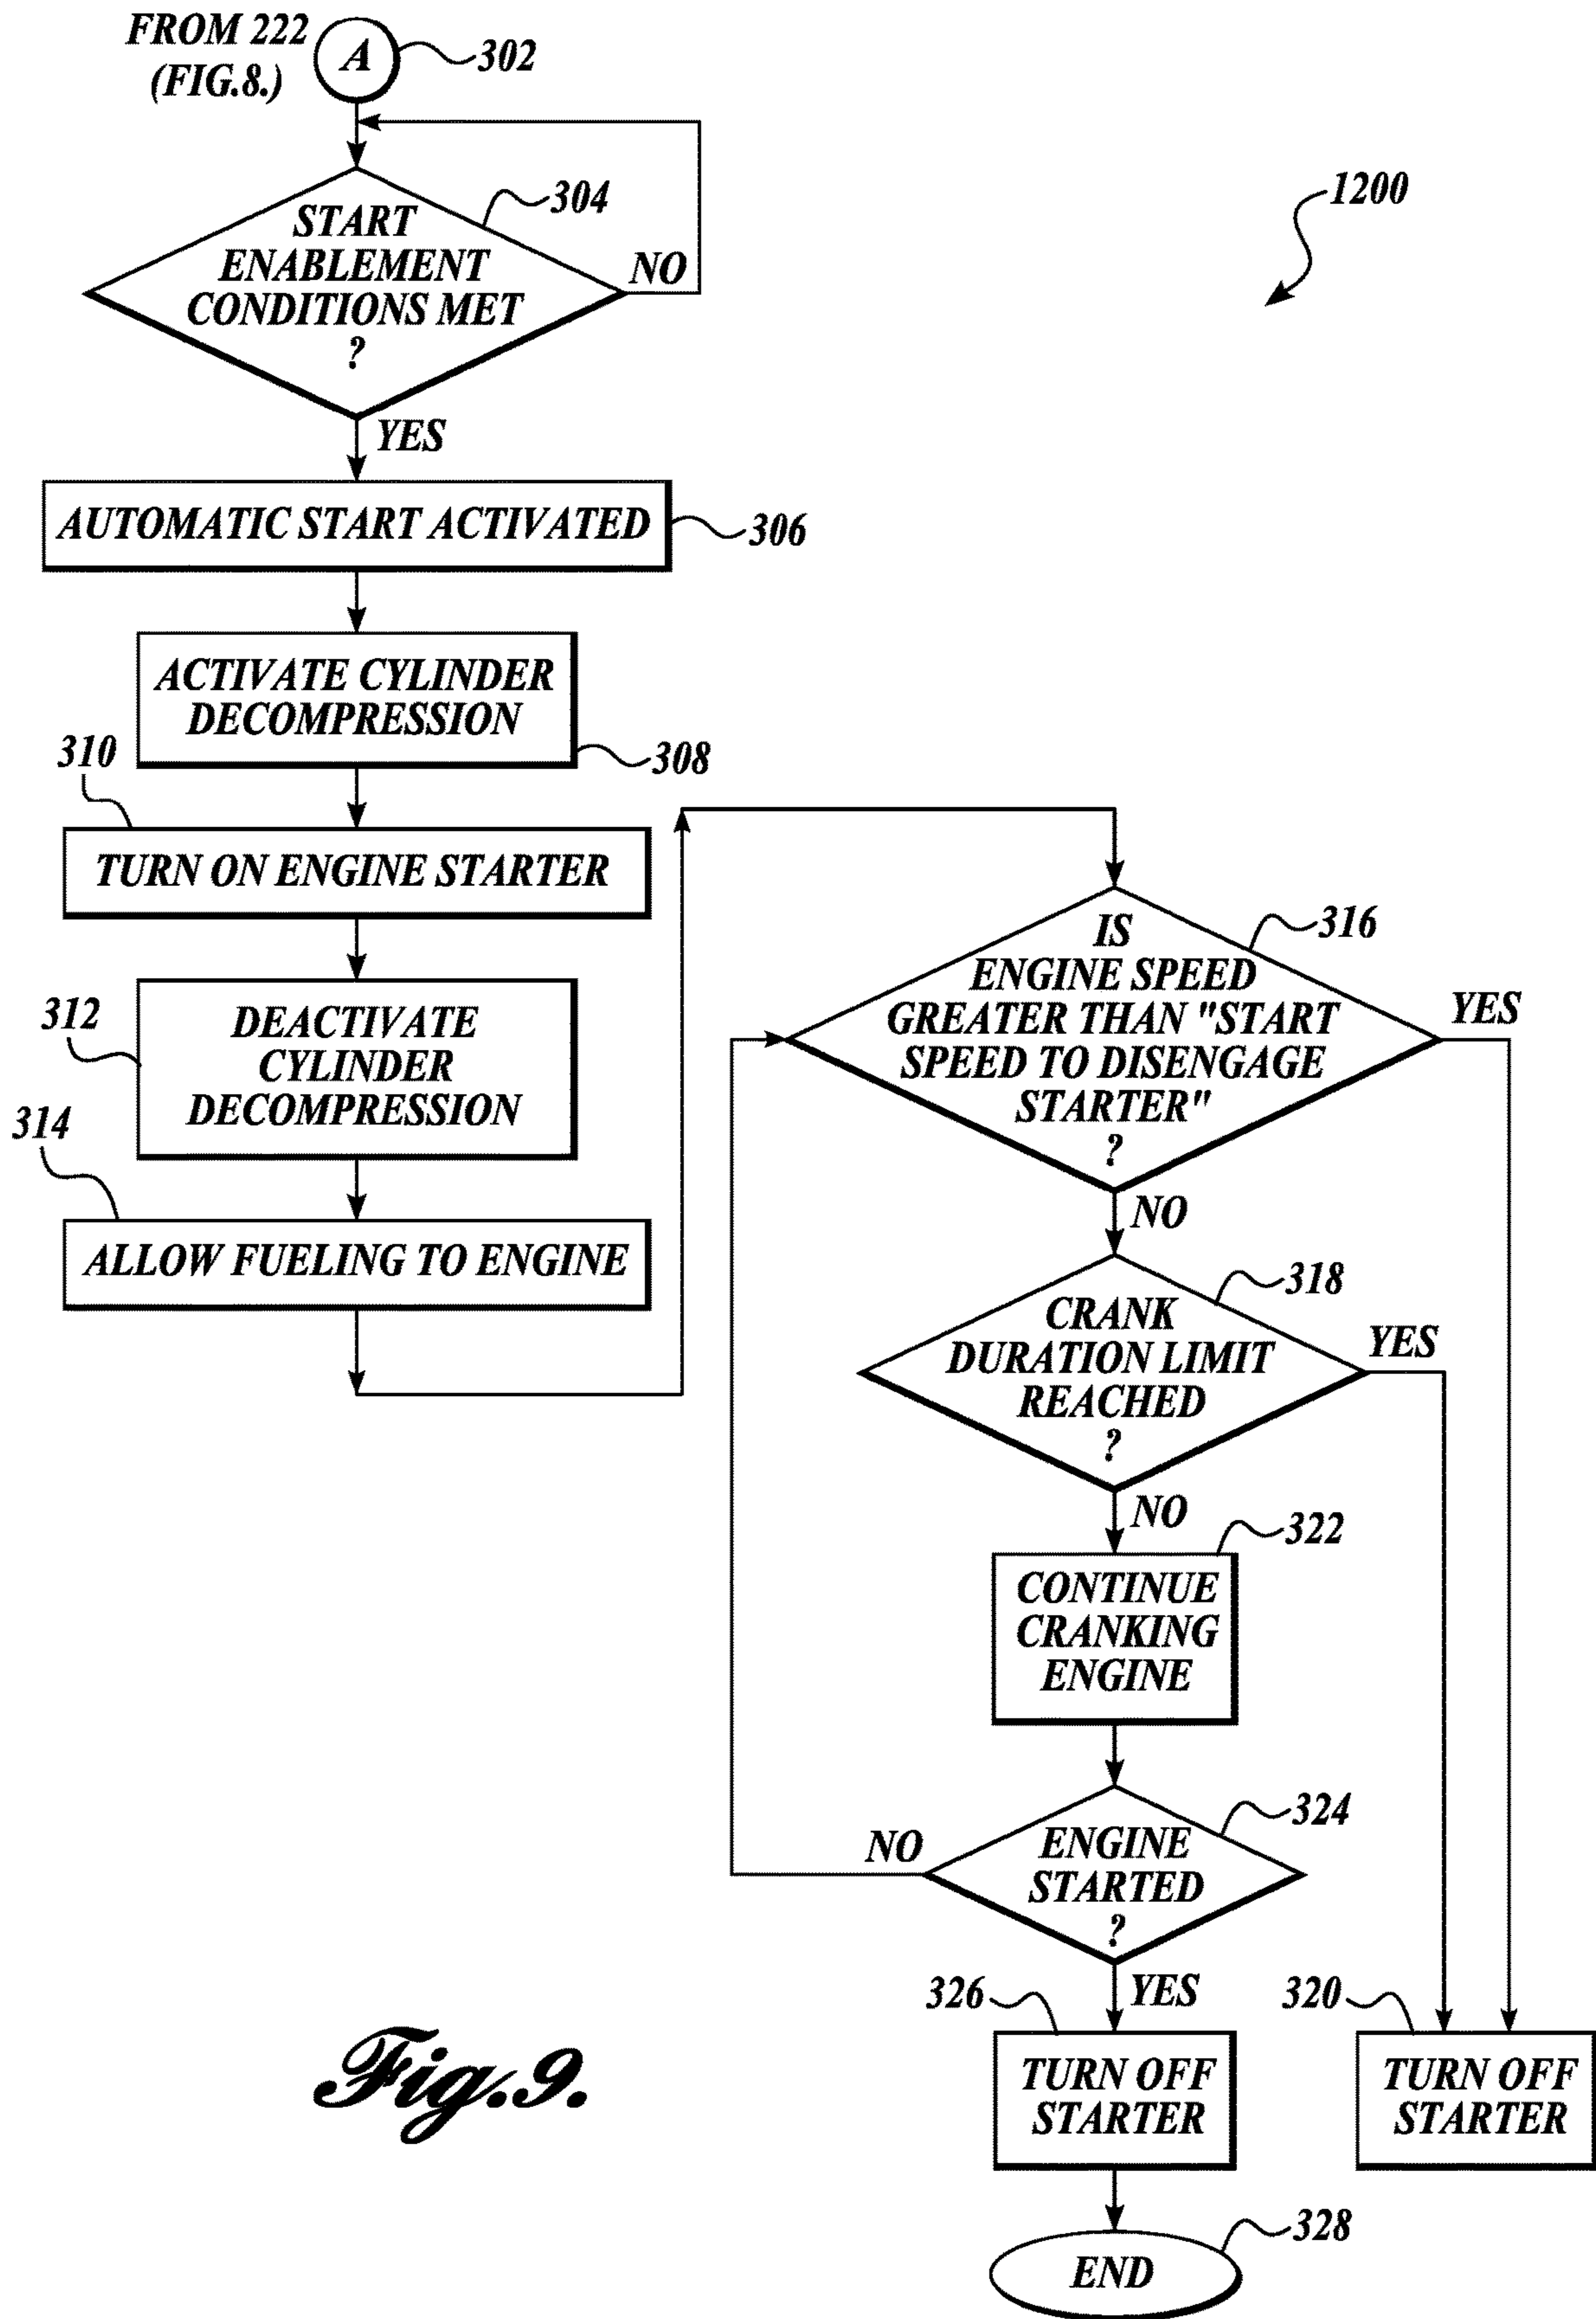 FROM 222
(FIG.8.)
A
302
1200
304
START
ENABLEMENT
CONDITIONS MET
?
NO
YES
AUTOMATIC START ACTIVATED
306
ACTIVATE CYLINDER
DECOMPRESSION
308
310
TURN ON ENGINE STARTER
312
DEACTIVATE
CYLINDER
DECOMPRESSION
314
ALLOW FUELING TO ENGINE
316
IS
ENGINE SPEED
GREATER THAN "START
SPEED TO DISENGAGE
STARTER"
?
YES
NO
318
CRANK
DURATION LIMIT
REACHED
?
YES
NO
322
CONTINUE
CRANKING
ENGINE
324
ENGINE
STARTED
?
NO
YES
326
TURN OFF
STARTER
320
TURN OFF
STARTER
328
END
Fig.9.